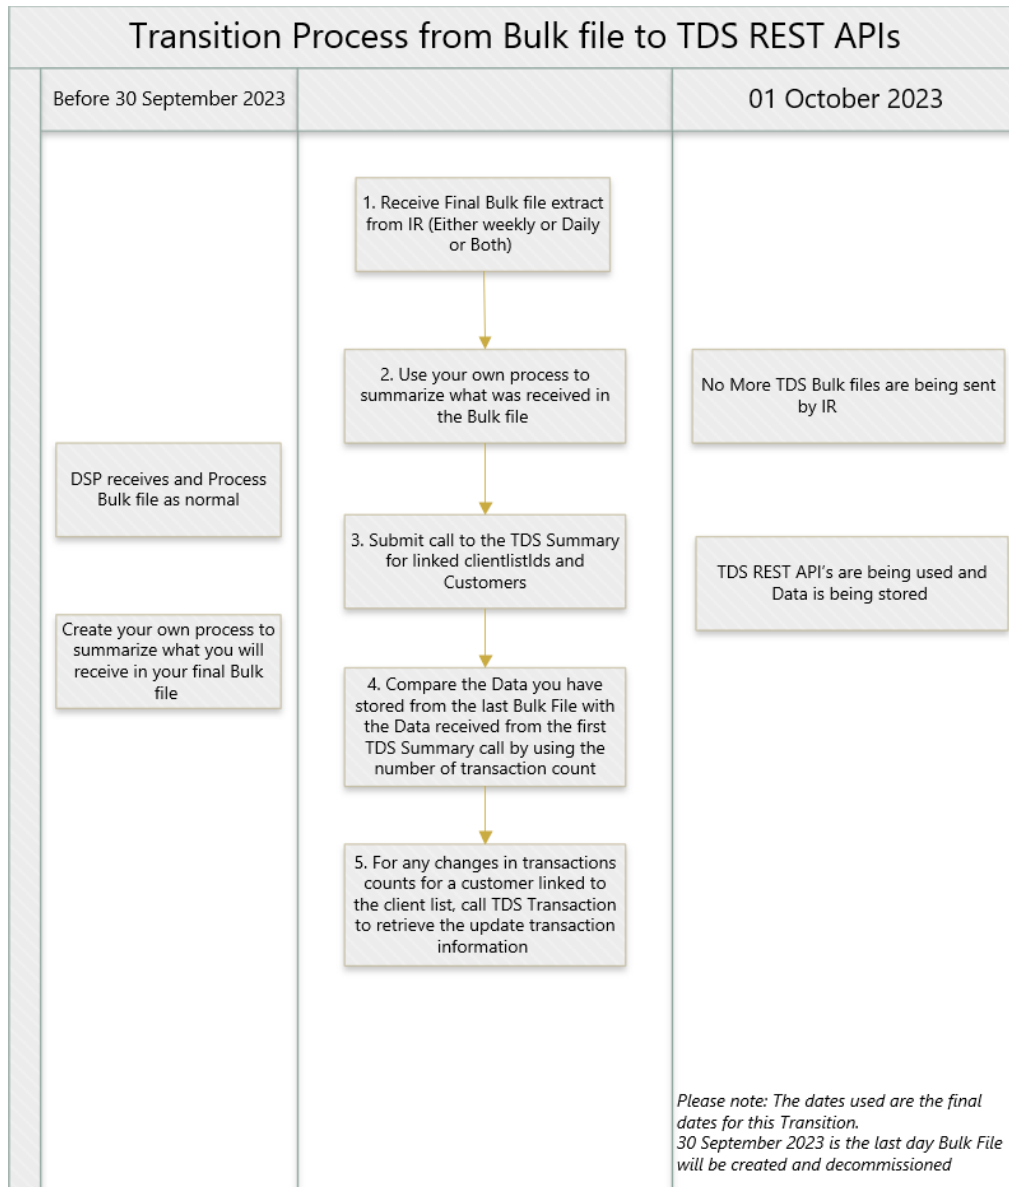 Transition Process from Bulk file to TDS REST APIs
Before 30 September 2023
01 October 2023
DSP receives and Process
Bulk file as normal
Create your own process to
summarize what you will
receive in your final Bulk
file
1. Receive Final Bulk file extract
from IR (Either weekly or Daily
or Both)
2. Use your own process to
summarize what was received in
the Bulk file
3. Submit call to the TDS Summary
for linked clientlistIds and
Customers
4. Compare the Data you have
stored from the last Bulk File with
the Data received from the first
TDS Summary call by using the
number of transaction count
5. For any changes in transactions
counts for a customer linked to
the client list, call TDS Transaction
to retrieve the update transaction
information
No More TDS Bulk files are being sent
by IR
TDS REST API's are being used and
Data is being stored
Please note: The dates used are the final
dates for this Transition.
30 September 2023 is the last day Bulk File
will be created and decommissioned